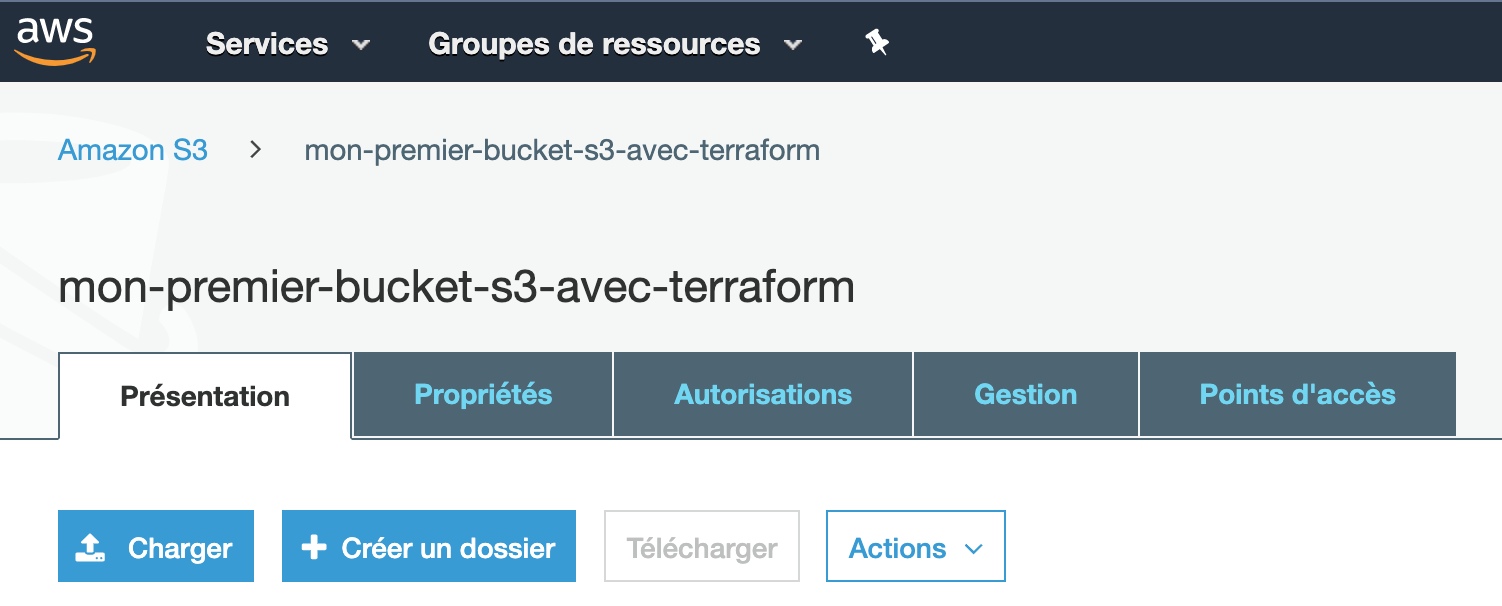 aws Services Groupes de ressources
Amazon S3 > mon-premier-bucket-s3-avec-terraform
mon-premier-bucket-s3-avec-terraform
Présentation Propriétés Autorisations Gestion Points d'accès
Charger Créer un dossier Télécharger Actions